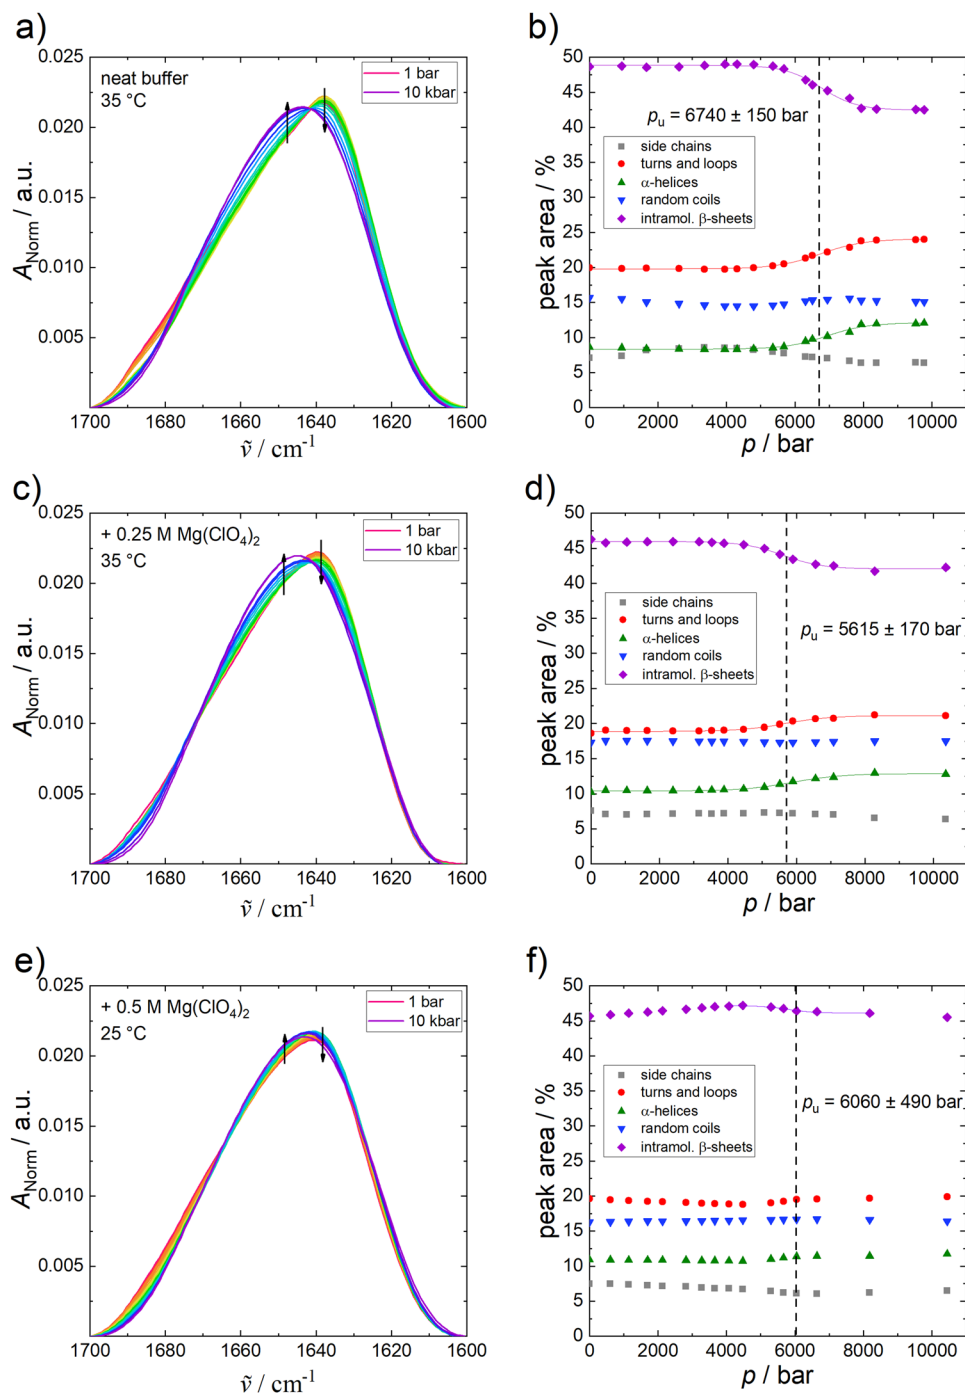 a)
neat buffer
35 °C
1 bar
10 kbar
0.025
0.020
0.015
0.010
0.005
A_Norm / a.u.
1700 1680 1660 1640 1620 1600
ṽ / cm⁻¹
b)
50
45
40
35
30
25
20
15
10
5
0
peak area / %
p_u = 6740 ± 150 bar
side chains
turns and loops
α-helices
random coils
intramol. β-sheets
0 2000 4000 6000 8000 10000
p / bar
c)
+ 0.25 M Mg(ClO₄)₂
35 °C
1 bar
10 kbar
0.025
0.020
0.015
0.010
0.005
0.000
A_Norm / a.u.
1700 1680 1660 1640 1620 1600
ṽ / cm⁻¹
d)
50
45
40
35
30
25
20
15
10
5
0
peak area / %
side chains
turns and loops
α-helices
random coils
intramol. β-sheets
p_u = 5615 ± 170 bar
0 2000 4000 6000 8000 10000
p / bar
e)
+ 0.5 M Mg(ClO₄)₂
25 °C
1 bar
10 kbar
0.025
0.020
0.015
0.010
0.005
A_Norm / a.u.
1700 1680 1660 1640 1620 1600
ṽ / cm⁻¹
f)
50
45
40
35
30
25
20
15
10
5
0
peak area / %
side chains
turns and loops
α-helices
random coils
intramol. β-sheets
p_u = 6060 ± 490 bar
0 2000 4000 6000 8000 10000
p / bar